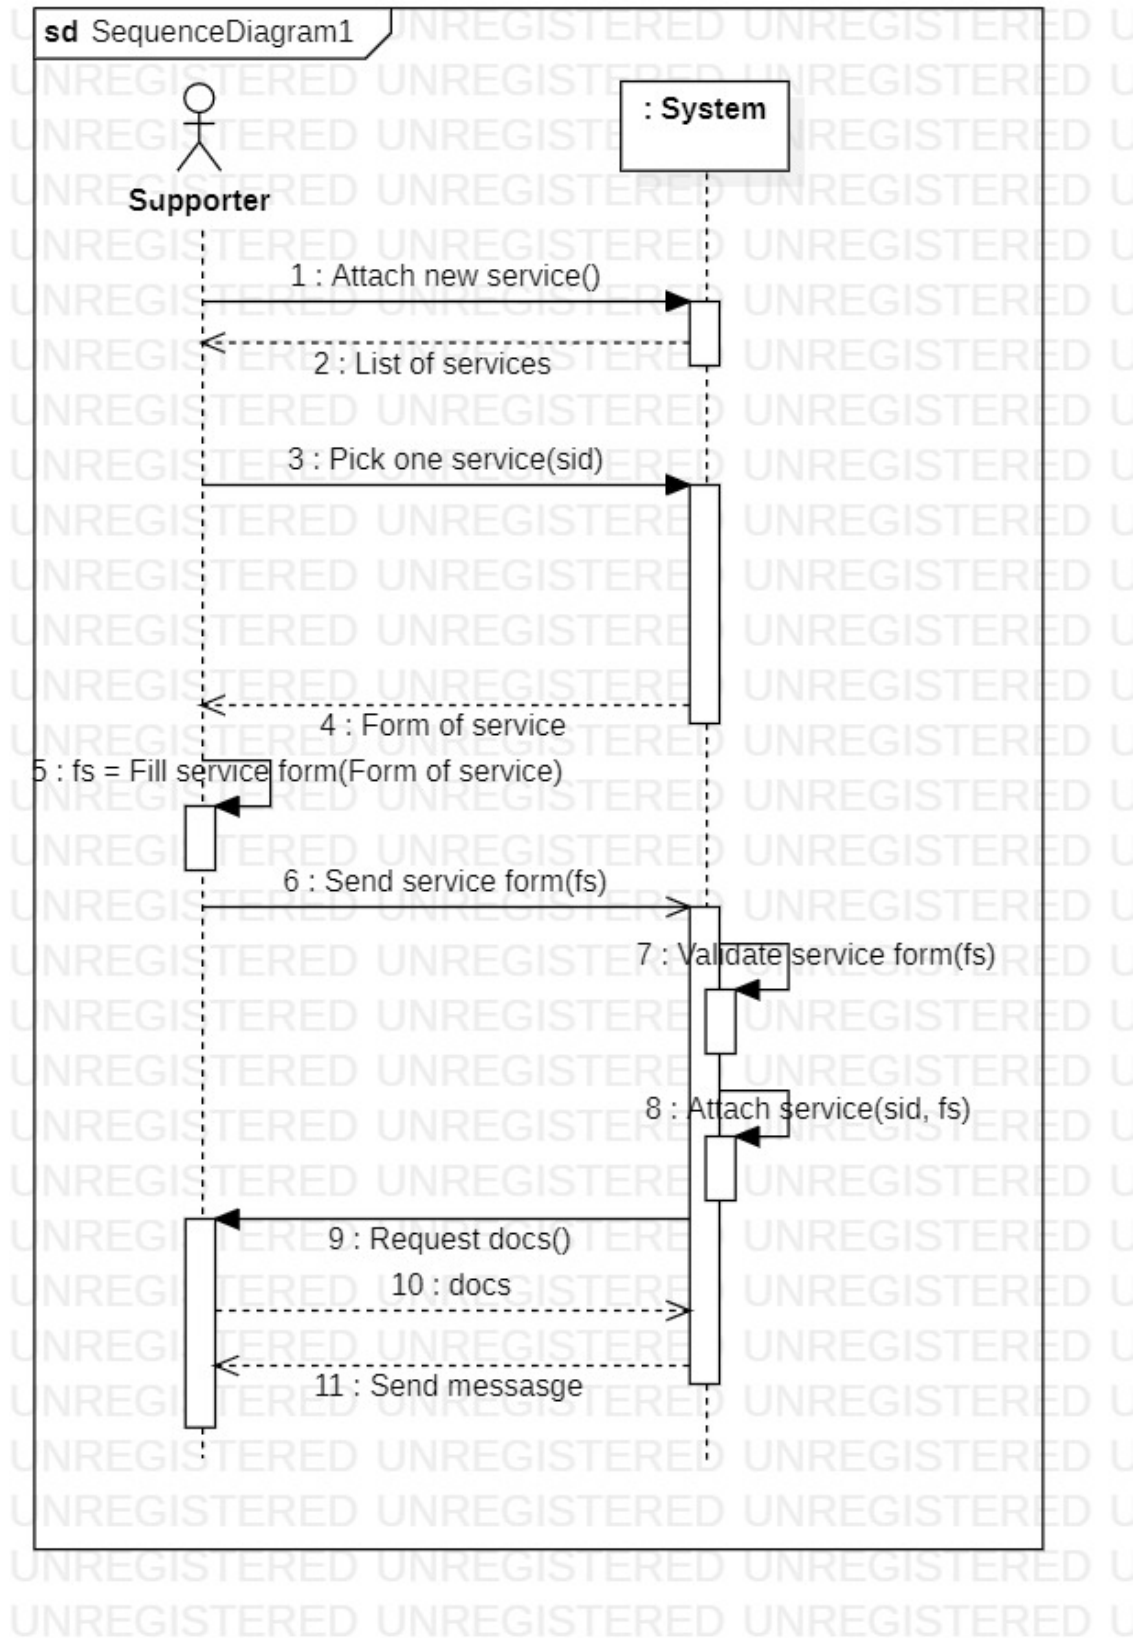 sd SequenceDiagram1
: System
Supporter
1 : Attach new service()
2 : List of services
3 : Pick one service(sid)
4 : Form of service
5 : fs = Fill service form(Form of service)
6 : Send service form(fs)
7 : Validate service form(fs)
8 : Attach service(sid, fs)
9 : Request docs()
10 : docs
11 : Send messasge
UNREGISTERED UNREGISTERED UNREGISTERED